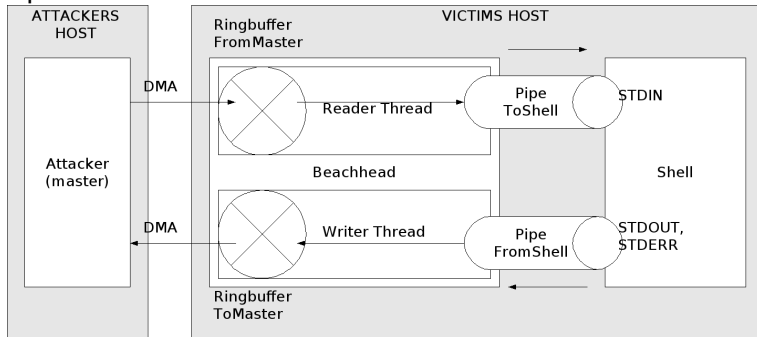 ATTACKERS
HOST
VICTIMS HOST
Ringbuffer
FromMaster
DMA
Reader Thread
Pipe
ToShell
STDIN
Attacker
(master)
Beachhead
Shell
DMA
Writer Thread
Pipe
FromShell
STDOUT,
STDERR
Ringbuffer
ToMaster